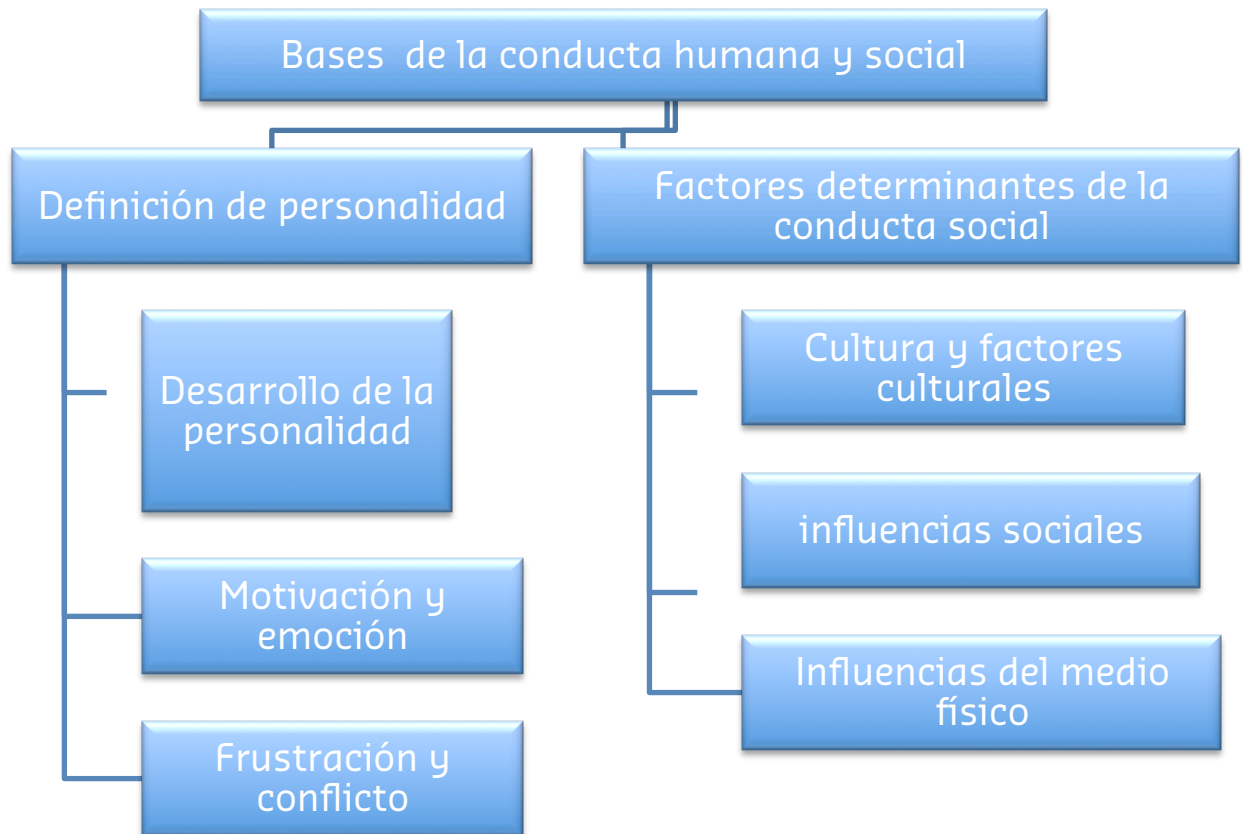 Bases  de la conducta humana y social
Definición de personalidad
Desarrollo de la
personalidad
Motivación y
emoción
Frustración y
conflicto
Factores determinantes de la
conducta social
Cultura y factores
culturales
influencias sociales
Influencias del medio
físico